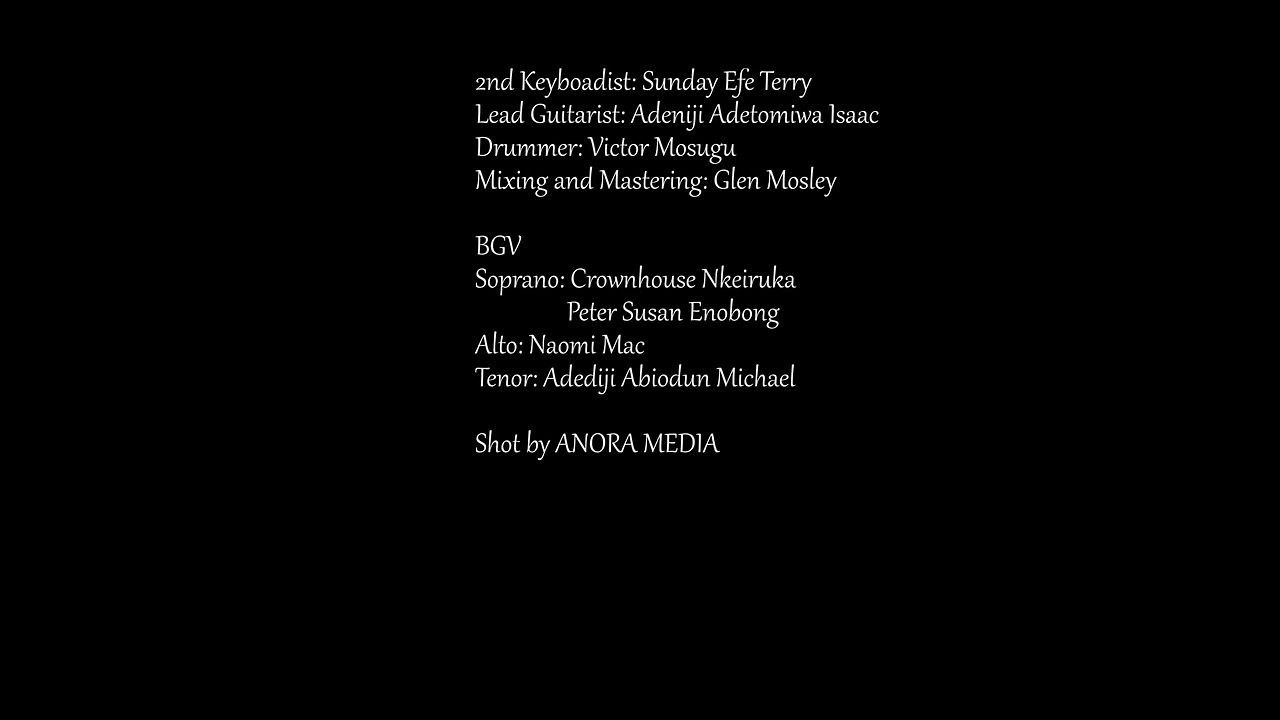 2nd Keyboadist: Sunday Efe Terry
Lead Guitarist: Adeniji Adetomiwa Isaac
Drummer: Victor Mosugu
Mixing and Mastering: Glen Mosley
BGV
Soprano: Crownhouse Nkeiruka
Peter Susan Enobong
Alto: Naomi Mac
Tenor: Adediji Abiodun Michael
Shot by ANORA MEDIA